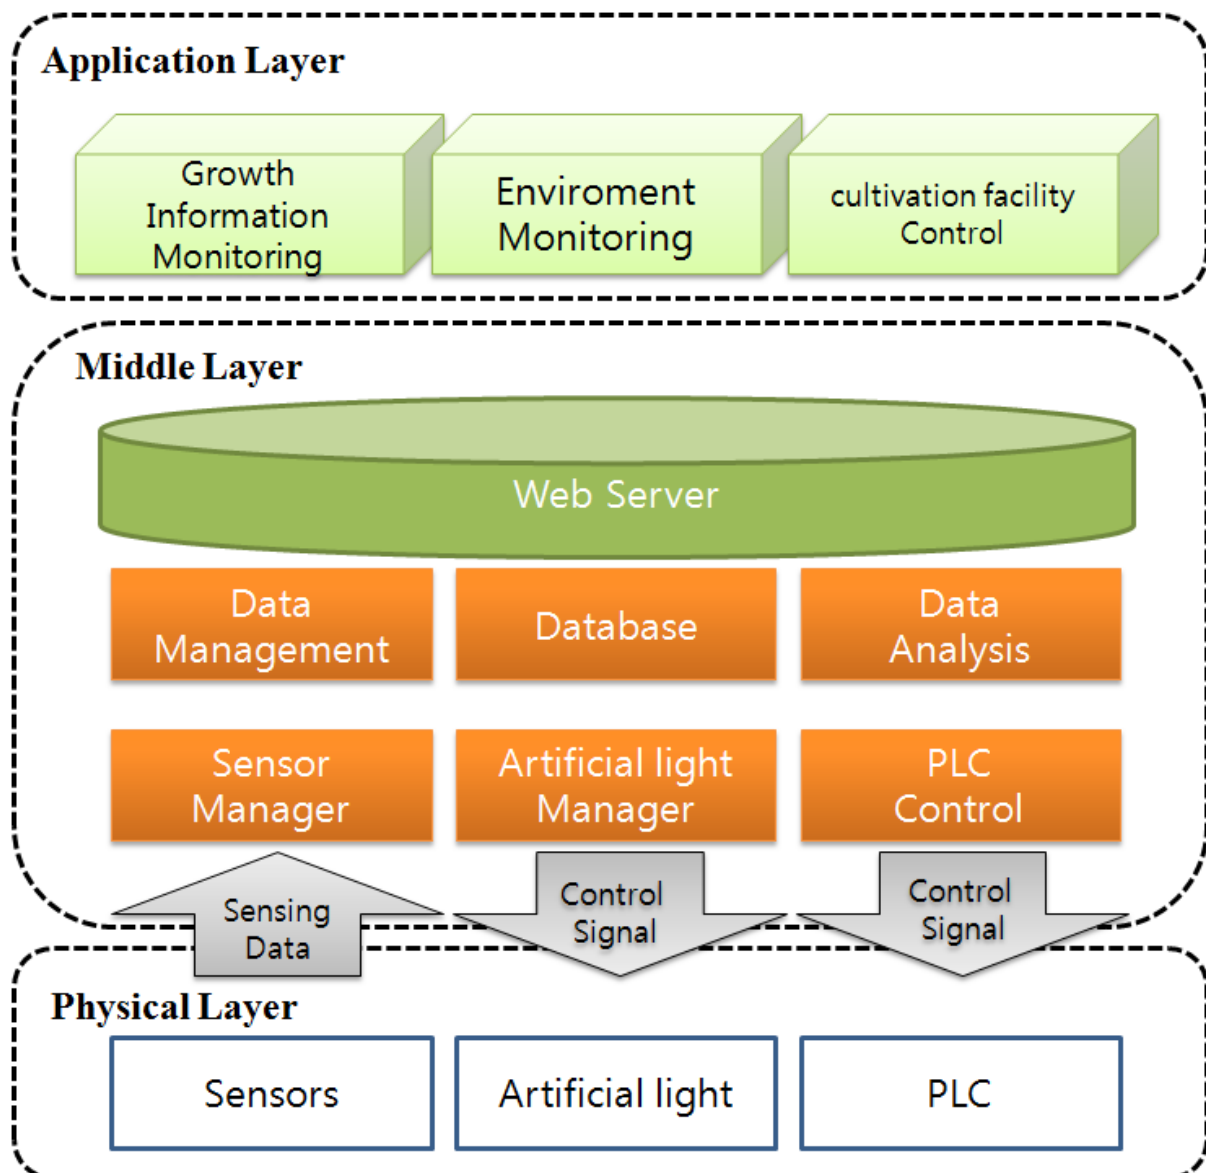 Application Layer
Growth
Information
Monitoring
Enviroment
Monitoring
cultivation facility
Control
Middle Layer
Web Server
Data
Management
Database
Data
Analysis
Sensor
Manager
Artificial light
Manager
PLC
Control
Sensing
Data
Control
Signal
Control
Signal
Physical Layer
Sensors
Artificial light
PLC